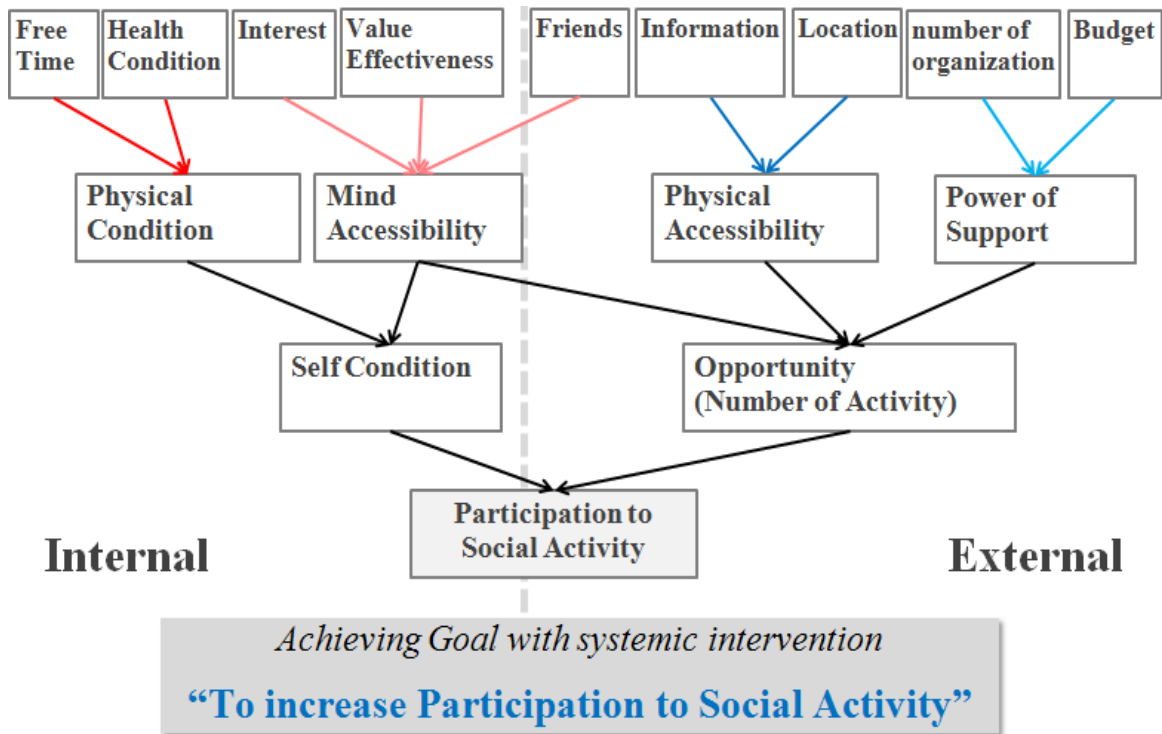 Free
Time
Health
Condition
Interest
Value
Effectiveness
Friends
Information
Location
number of
organization
Budget
Physical
Condition
Mind
Accessibility
Physical
Accessibility
Power of
Support
Self Condition
Opportunity
(Number of Activity)
Participation to
Social Activity
Internal
External
Achieving Goal with systemic intervention
“To increase Participation to Social Activity”